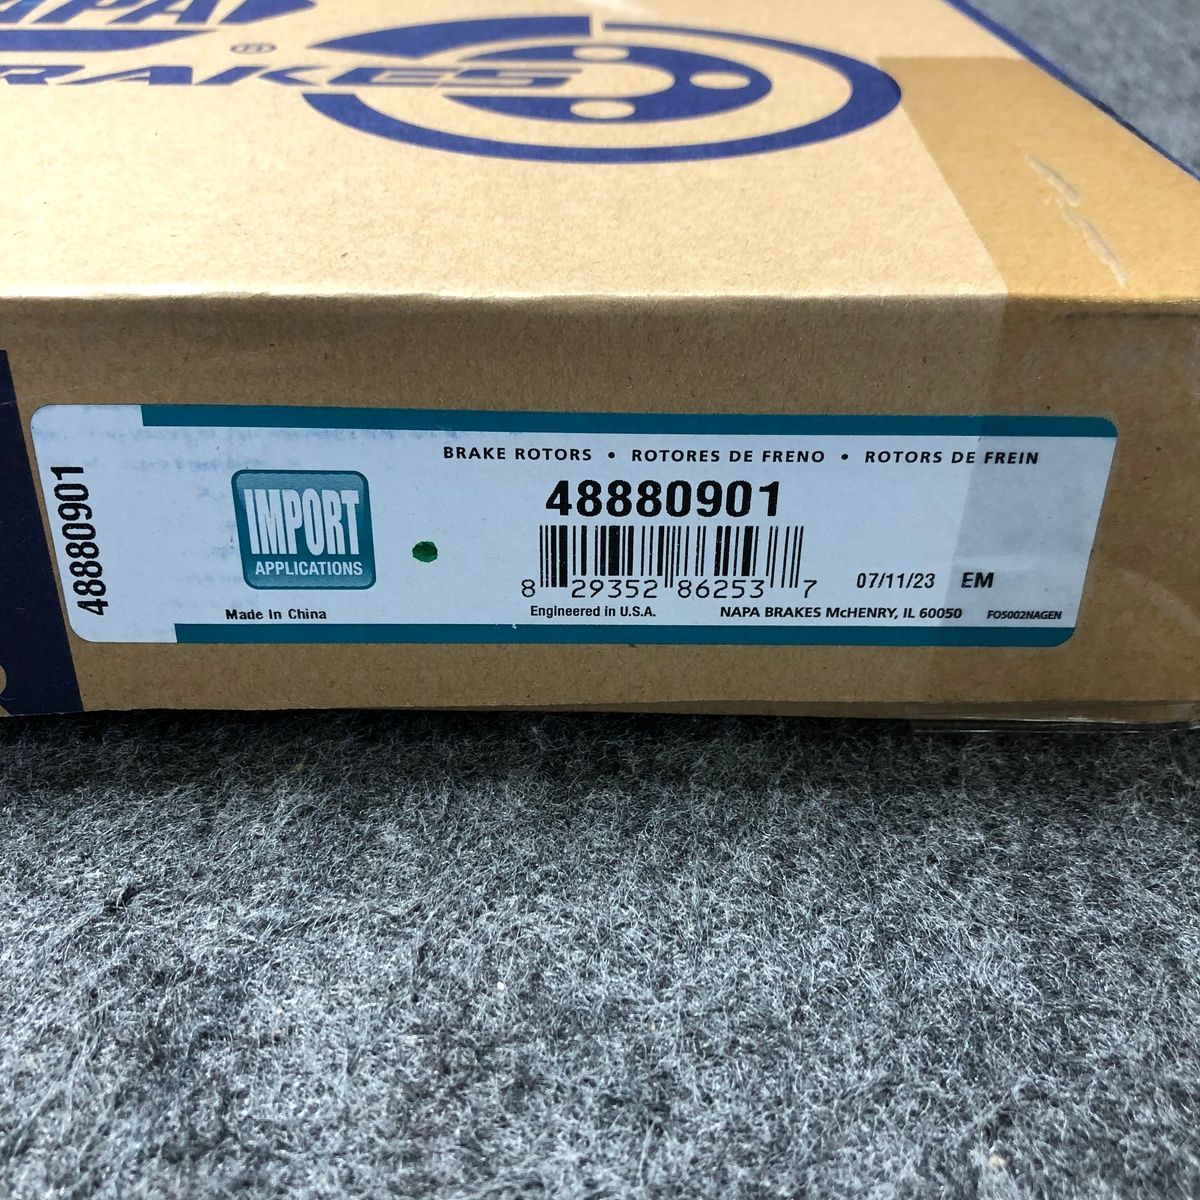 NAPA
BRAKES®
BRAKE ROTORS • ROTORES DE FRENO • ROTORS DE FREIN
48880901
48880901
IMPORT
APPLICATIONS
8 29352 86253 7
07/11/23 EM
Made In China
Engineered in U.S.A.
NAPA BRAKES McHENRY, IL 60050
FO5002NAGEN